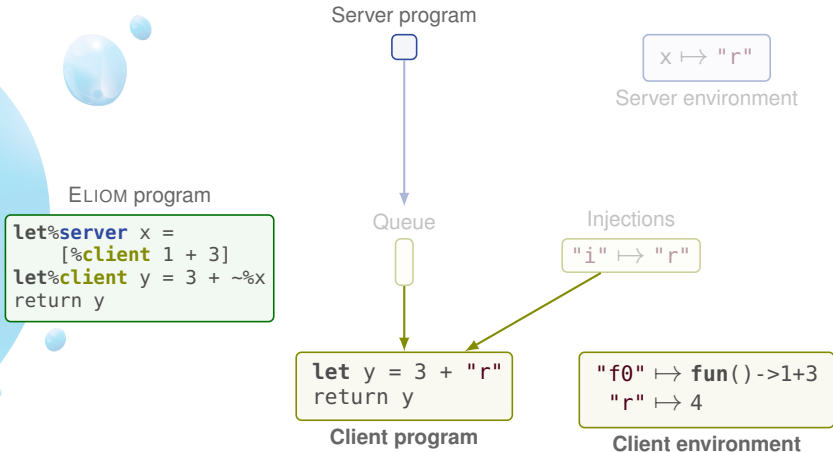 Server program
x ⟼ "r"
Server environment
ELIOM program
let%server x =
[%client 1 + 3]
let%client y = 3 + ~%x
return y
Queue
Injections
"i" ⟼ "r"
let y = 3 + "r"
return y
Client program
"f0" ⟼ fun()->1+3
"r" ⟼ 4
Client environment